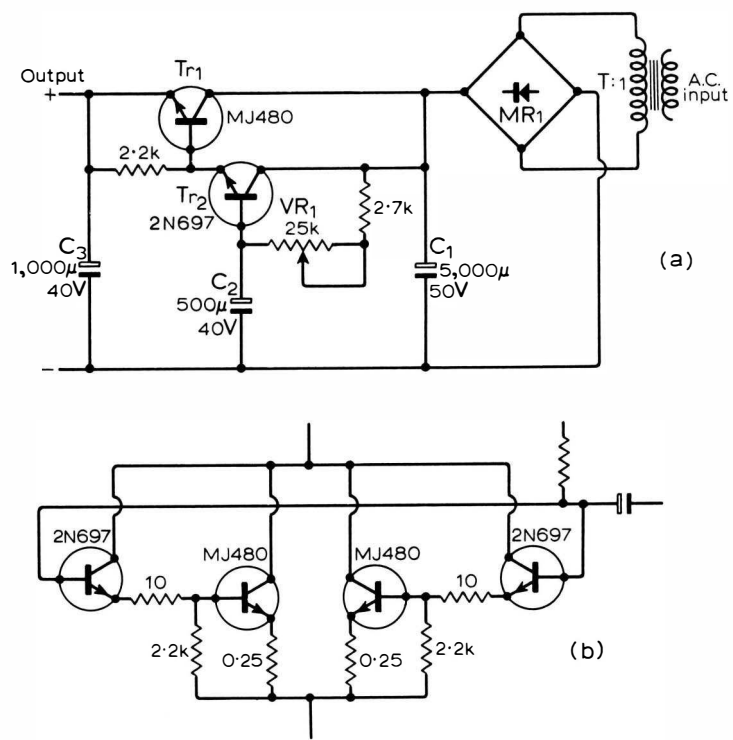 Output
+
Tr1
MJ480
2·2k
Tr2
2N697
VR1
25k
2·7k
C3
1,000μ
40V
C2
500μ
40V
C1
5,000μ
50V
MR1
T:1
A.C.
input
(a)
−
2N697
MJ480
MJ480
2N697
10
10
2·2k
0·25
0·25
2·2k
(b)